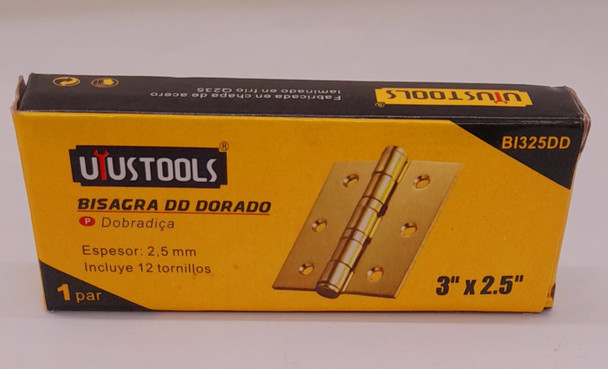 Fabricada en chapa de acero
laminado en frio Q235
UYUSTOOLS®
UYUSTOOLS®
BISAGRA DD DORADO
P Dobradiça
Espesor: 2,5 mm
Incluye 12 tornillos
1 par
BI325DD
3" x 2.5"